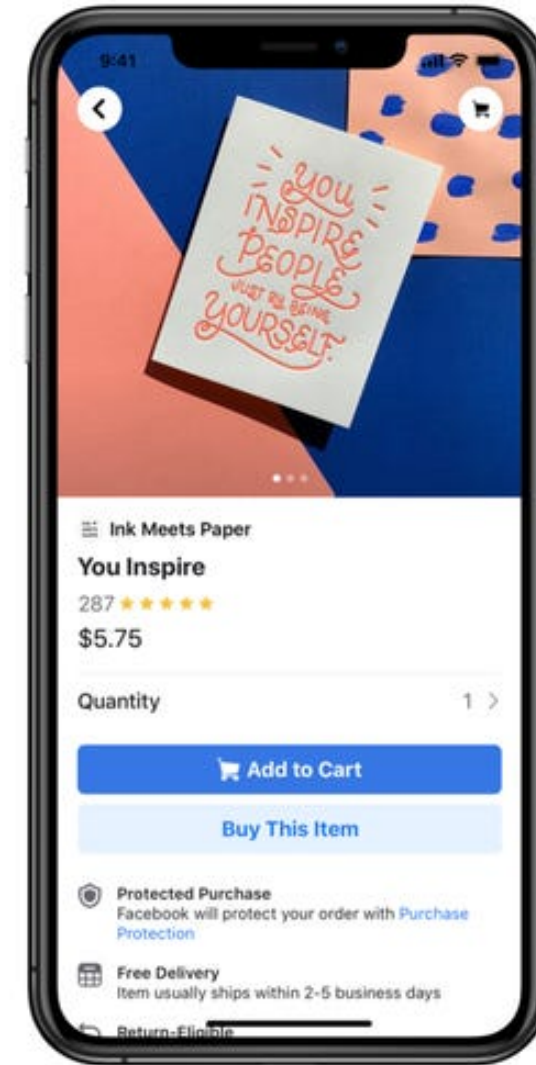 9:41
YOU
INSPIRE
PEOPLE
JUST BY BEING
YOURSELF.
Ink Meets Paper
You Inspire
287
$5.75
Quantity
1
Add to Cart
Buy This Item
Protected Purchase
Facebook will protect your order with Purchase
Protection
Free Delivery
Item usually ships within 2-5 business days
Return-Eligible